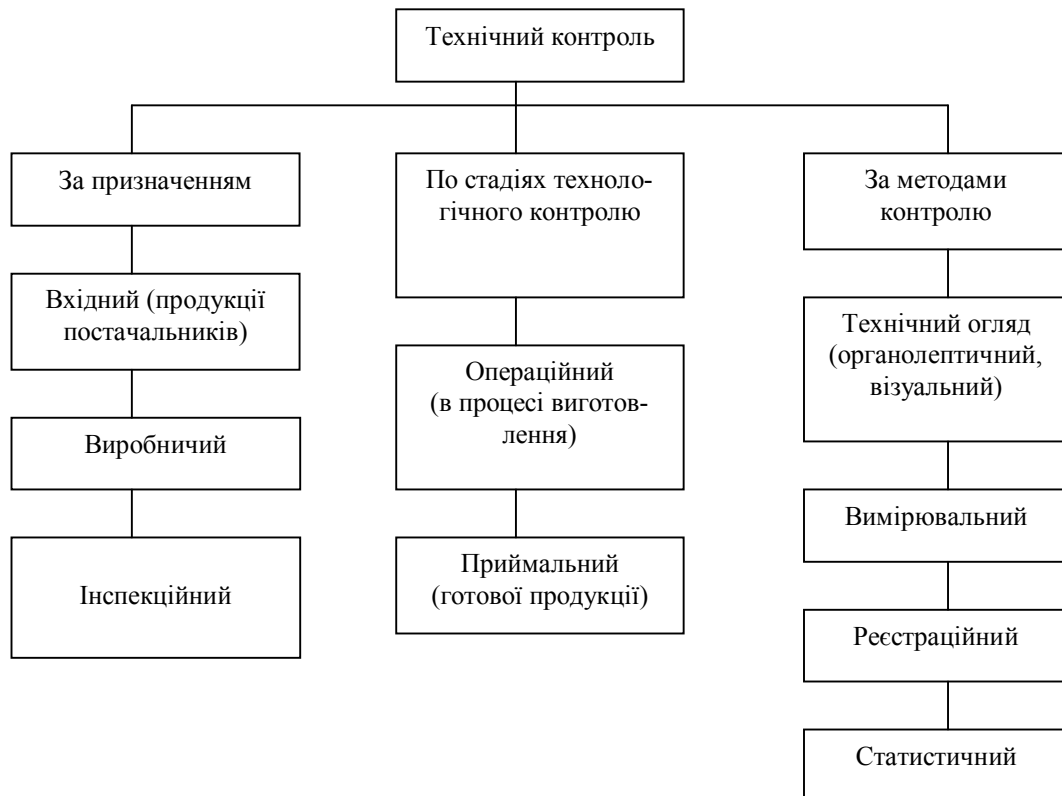 Технічний контроль
За призначенням
Вхідний (продукції
постачальників)
Виробничий
Інспекційний
По стадіях техноло-
гічного контролю
Операційний
(в процесі виготов-
лення)
Приймальний
(готової продукції)
За методами
контролю
Технічний огляд
(органолептичний,
візуальний)
Вимірювальний
Реєстраційний
Статистичний